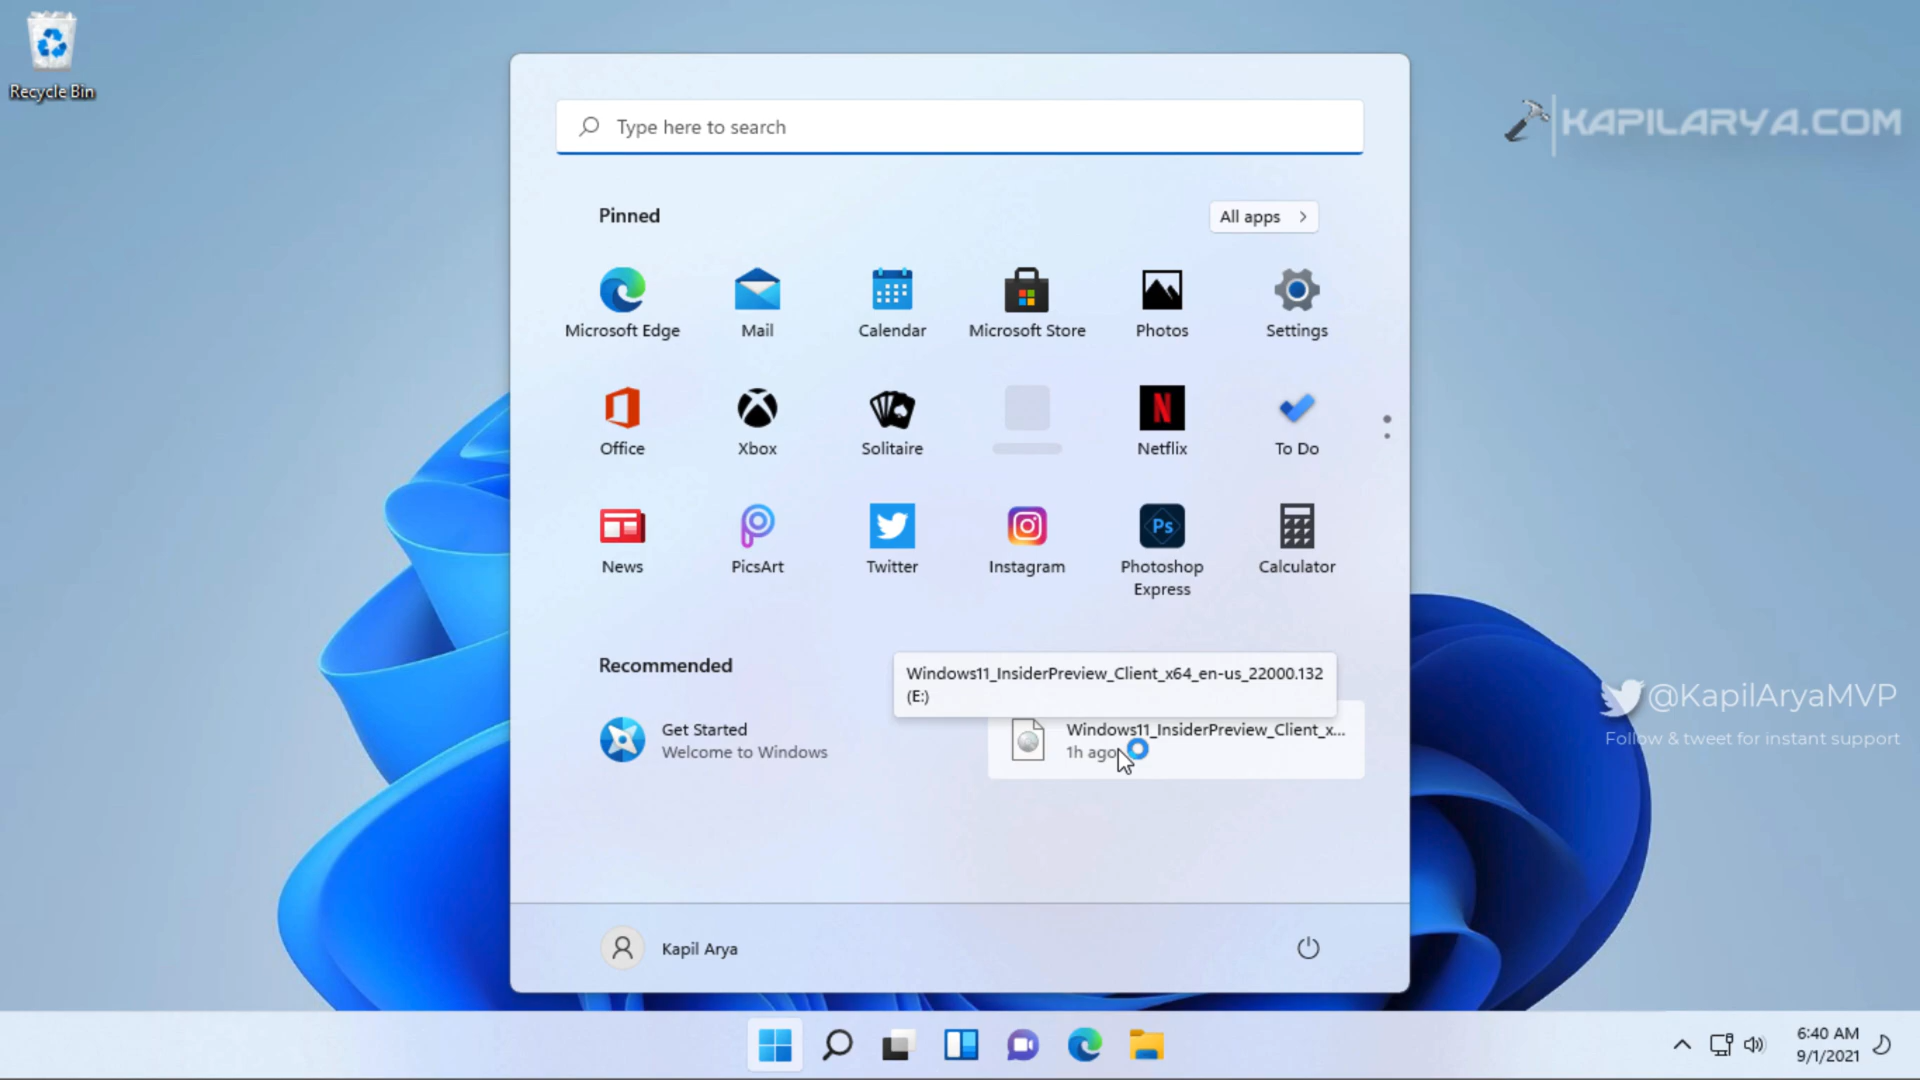 Recycle Bin
KAPILARYA.COM
Type here to search
Pinned
All apps
Microsoft Edge
Mail
Calendar
Microsoft Store
Photos
Settings
Office
Xbox
Solitaire
Netflix
To Do
News
PicsArt
Twitter
Instagram
Ps
Photoshop
Express
Calculator
Recommended
Windows11_InsiderPreview_Client_x64_en-us_22000.132
(E:)
Get Started
Welcome to Windows
Windows11_InsiderPreview_Client_x...
1h ago
@KapilAryaMVP
Follow & tweet for instant support
Kapil Arya
6:40 AM
9/1/2021